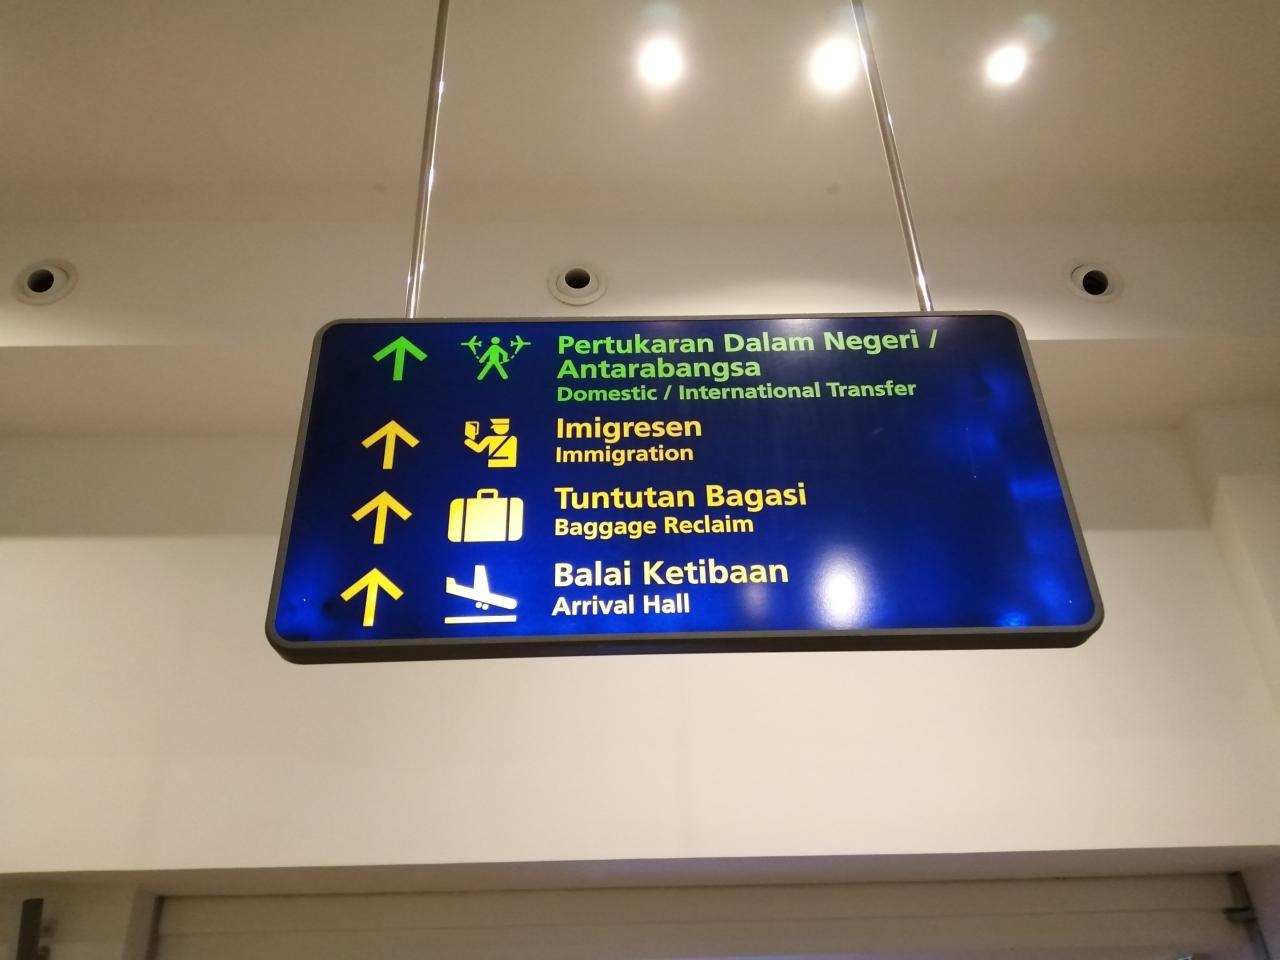 Pertukaran Dalam Negeri /
Antarabangsa
Domestic / International Transfer
Imigresen
Immigration
Tuntutan Bagasi
Baggage Reclaim
Balai Ketibaan
Arrival Hall